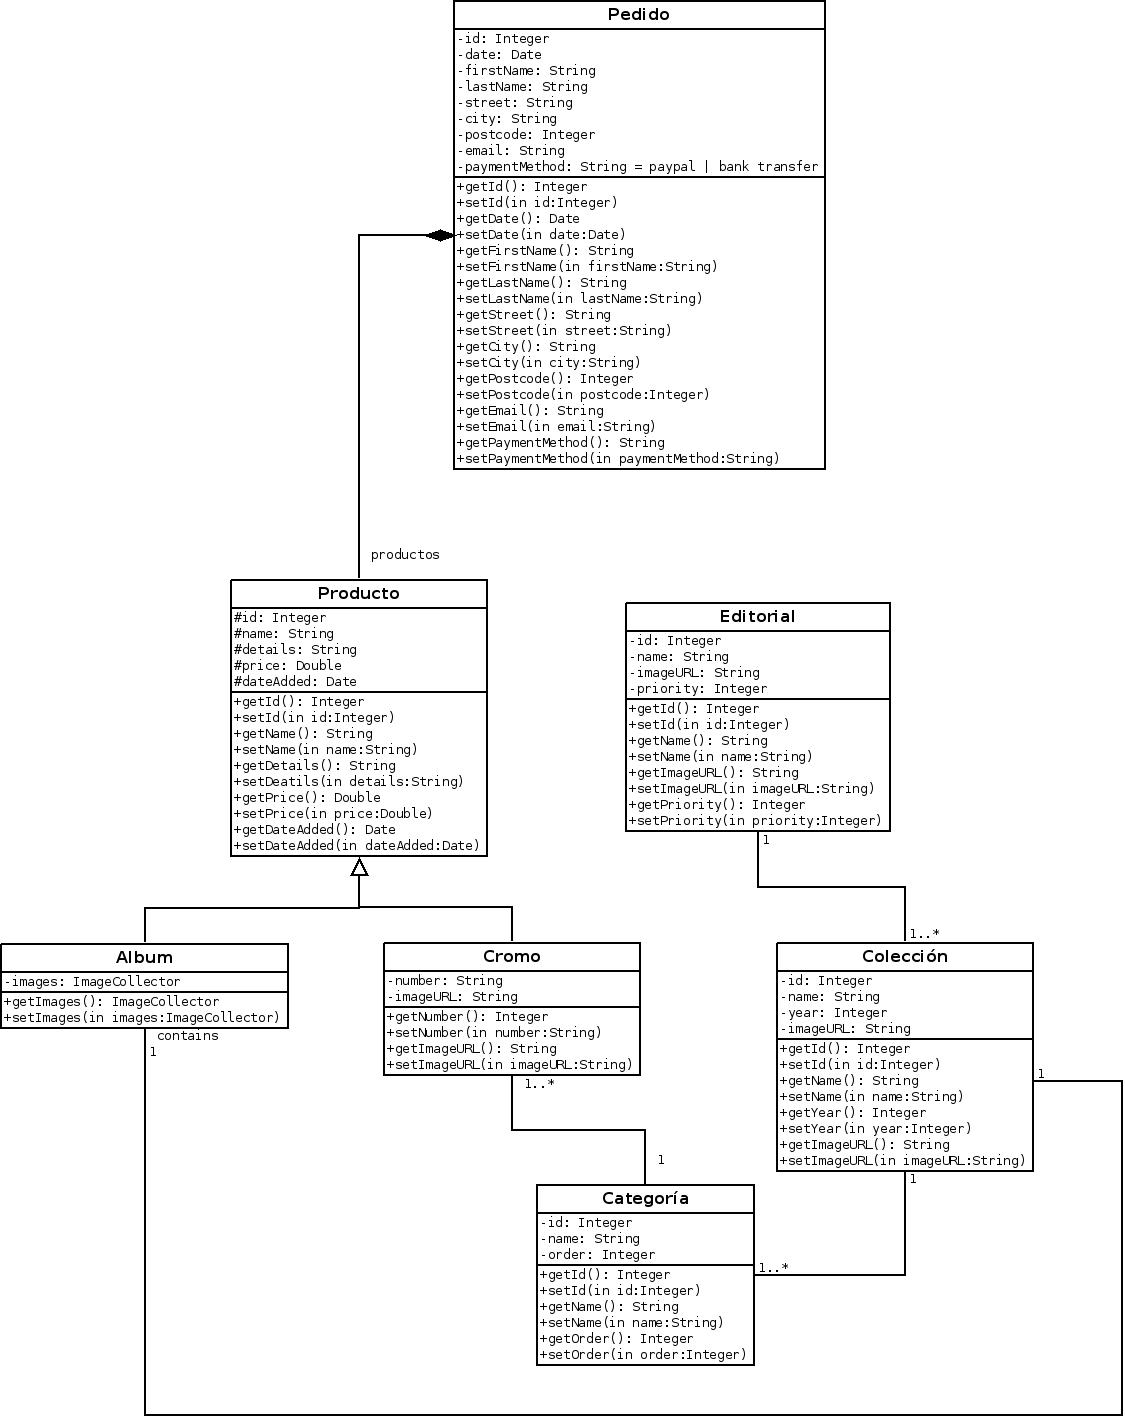 Pedido
-id: Integer
-date: Date
-firstName: String
-lastName: String
-street: String
-city: String
-postcode: Integer
-email: String
-paymentMethod: String = paypal | bank transfer
+getId(): Integer
+setId(in id:Integer)
+getDate(): Date
+setDate(in date:Date)
+getFirstName(): String
+setFirstName(in firstName:String)
+getLastName(): String
+setLastName(in lastName:String)
+getStreet(): String
+setStreet(in street:String)
+getCity(): String
+setCity(in city:String)
+getPostcode(): Integer
+setPostcode(in postcode:Integer)
+getEmail(): String
+setEmail(in email:String)
+getPaymentMethod(): String
+setPaymentMethod(in paymentMethod:String)
productos
Producto
#id: Integer
#name: String
#details: String
#price: Double
#dateAdded: Date
+getId(): Integer
+setId(in id:Integer)
+getName(): String
+setName(in name:String)
+getDetails(): String
+setDeatils(in details:String)
+getPrice(): Double
+setPrice(in price:Double)
+getDateAdded(): Date
+setDateAdded(in dateAdded:Date)
Editorial
-id: Integer
-name: String
-imageURL: String
-priority: Integer
+getId(): Integer
+setId(in id:Integer)
+getName(): String
+setName(in name:String)
+getImageURL(): String
+setImageURL(in imageURL:String)
+getPriority(): Integer
+setPriority(in priority:Integer)
1
1..*
Album
-images: ImageCollector
+getImages(): ImageCollector
+setImages(in images:ImageCollector)
contains
1
Cromo
-number: String
-imageURL: String
+getNumber(): Integer
+setNumber(in number:String)
+getImageURL(): String
+setImageURL(in imageURL:String)
1..*
1
Colección
-id: Integer
-name: String
-year: Integer
-imageURL: String
+getId(): Integer
+setId(in id:Integer)
+getName(): String
+setName(in name:String)
+getYear(): Integer
+setYear(in year:Integer)
+getImageURL(): String
+setImageURL(in imageURL:String)
1
1
Categoría
-id: Integer
-name: String
-order: Integer
+getId(): Integer
+setId(in id:Integer)
+getName(): String
+setName(in name:String)
+getOrder(): Integer
+setOrder(in order:Integer)
1..*